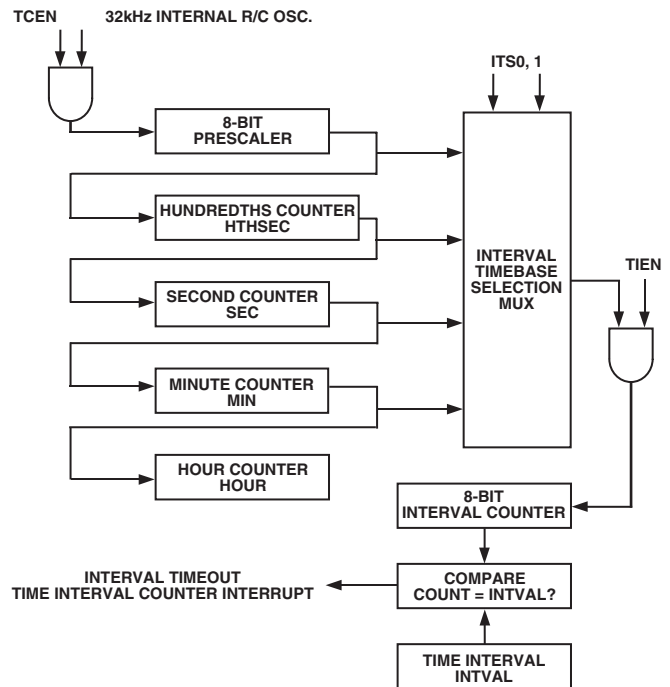 TCEN 32kHz INTERNAL R/C OSC.
ITS0, 1
8-BIT
PRESCALER
HUNDREDTHS COUNTER
HTHSEC
INTERVAL
TIMEBASE
SELECTION
MUX
TIEN
SECOND COUNTER
SEC
MINUTE COUNTER
MIN
HOUR COUNTER
HOUR
8-BIT
INTERVAL COUNTER
INTERVAL TIMEOUT
TIME INTERVAL COUNTER INTERRUPT
COMPARE
COUNT = INTVAL?
TIME INTERVAL
INTVAL